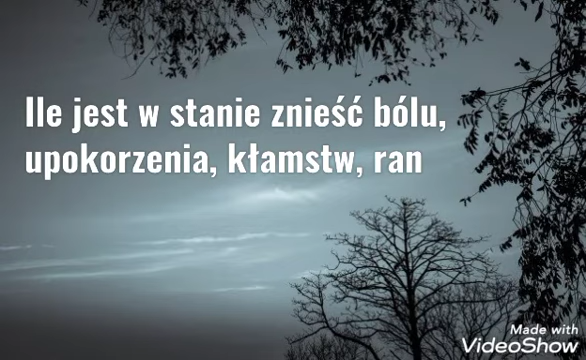 Ile jest w stanie znieść bólu,
upokorzenia, kłamstw, ran
Made with
VideoShow